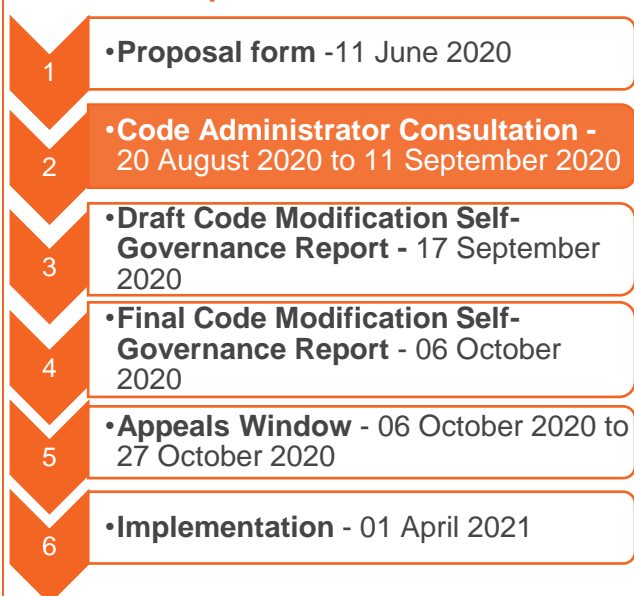 1
•Proposal form -11 June 2020
2
•Code Administrator Consultation -
20 August 2020 to 11 September 2020
3
•Draft Code Modification Self-
Governance Report - 17 September
2020
4
•Final Code Modification Self-
Governance Report - 06 October
2020
5
•Appeals Window - 06 October 2020 to
27 October 2020
6
•Implementation - 01 April 2021